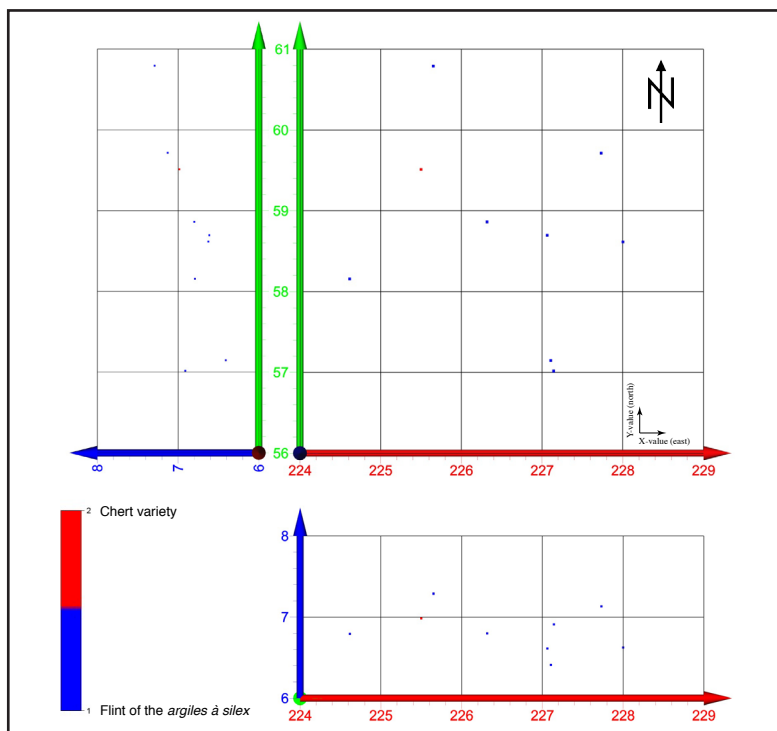 61
60
59
58
57
56
N
Y-value (north)
X-value (east)
8 7 6
224 225 226 227 228 229
2 Chert variety
1 Flint of the argiles à silex
8
7
6
224 225 226 227 228 229